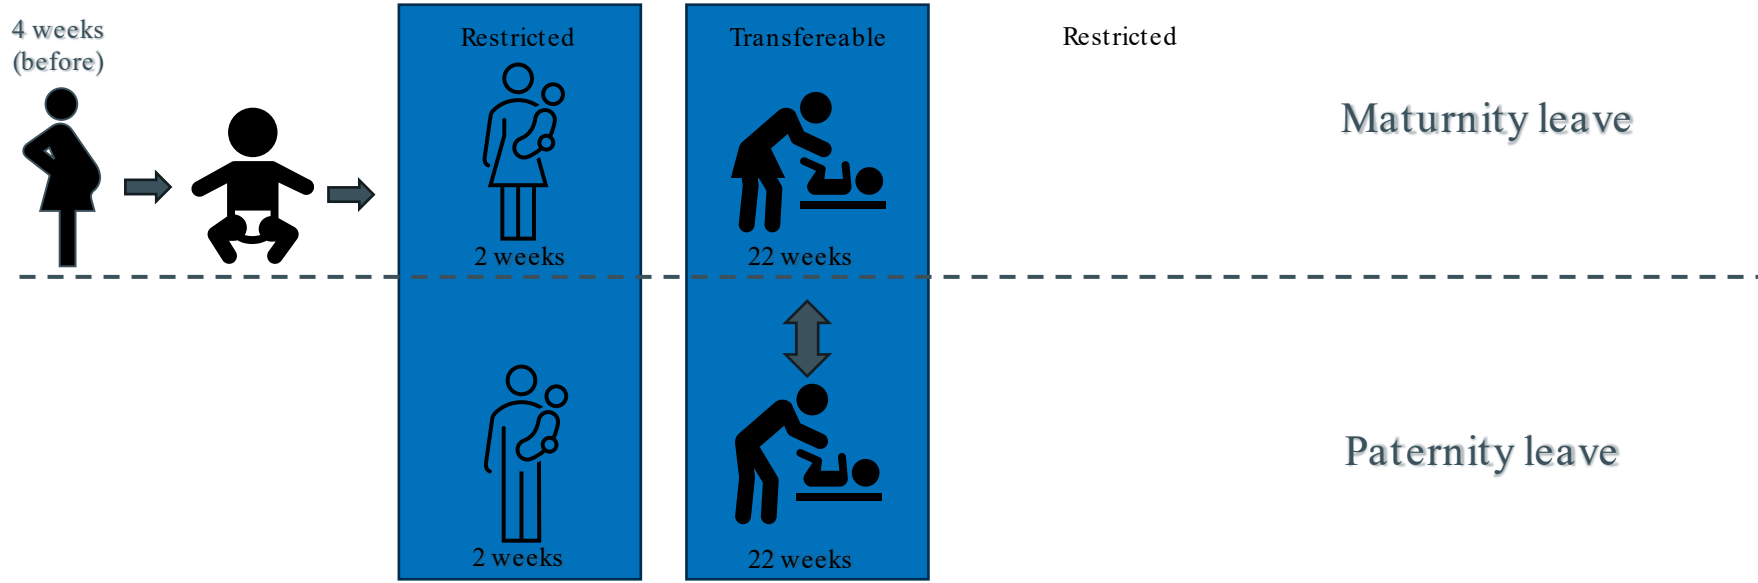 4 weeks
(before)
Restricted
Transfereable
Restricted
Maturnity leave
2 weeks
22 weeks
Paternity leave
2 weeks
22 weeks